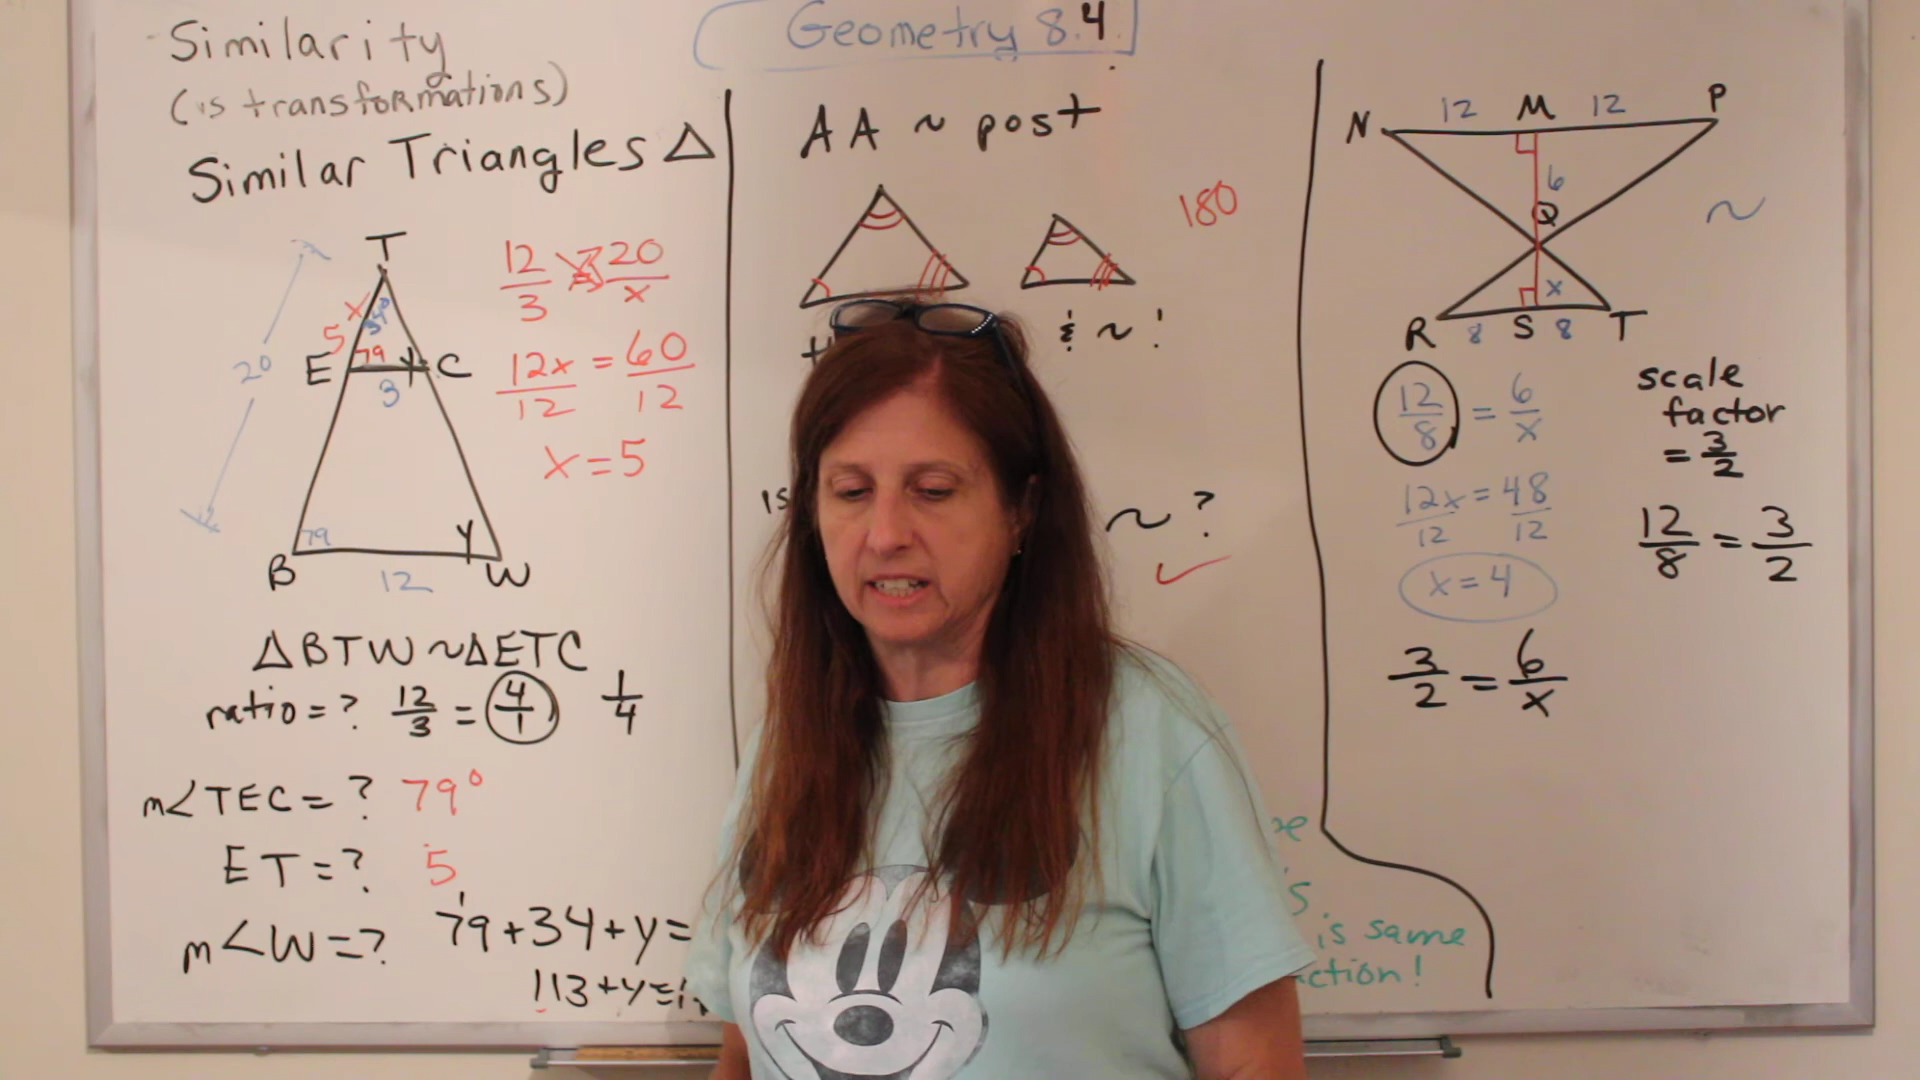 Similarity
(is transformations)
Similar Triangles △
T
x
5
20
E
79
3
C
79
y
B
12
W
12/3 = 20/x
12x/12 = 60/12
x = 5
△BTW ~ △ETC
ratio = ? 12/3 = 4/1 1/4
m∠TEC = ? 79°
ET = ? 5
m∠W = ? 79 + 34 + y =
113 + y =
Geometry 8.4
AA ~ post
180
~ !
is
~ ?
is same
N 12 M 12 P
6
Q
~
x
R 8 S 8 T
12/8 = 6/x
12x/12 = 48/12
x = 4
3/2 = 6/x
scale
factor
= 3/2
12/8 = 3/2